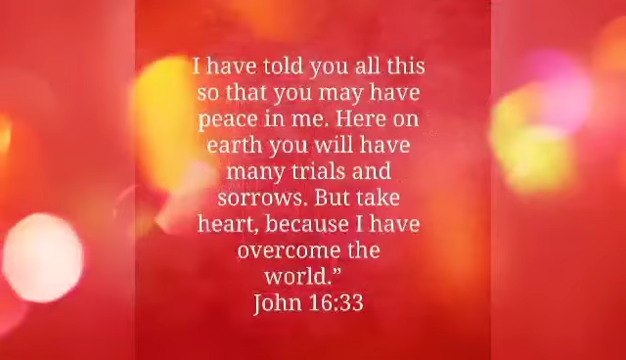 I have told you all this
so that you may have
peace in me. Here on
earth you will have
many trials and
sorrows. But take
heart, because I have
overcome the
world.”
John 16:33